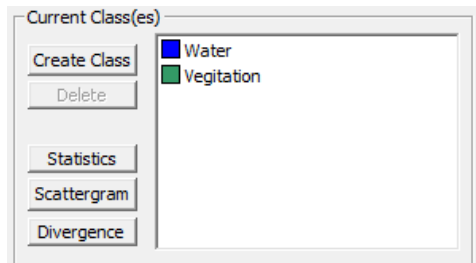 Current Class(es)
Create Class
Delete
Statistics
Scattergram
Divergence
Water
Vegitation